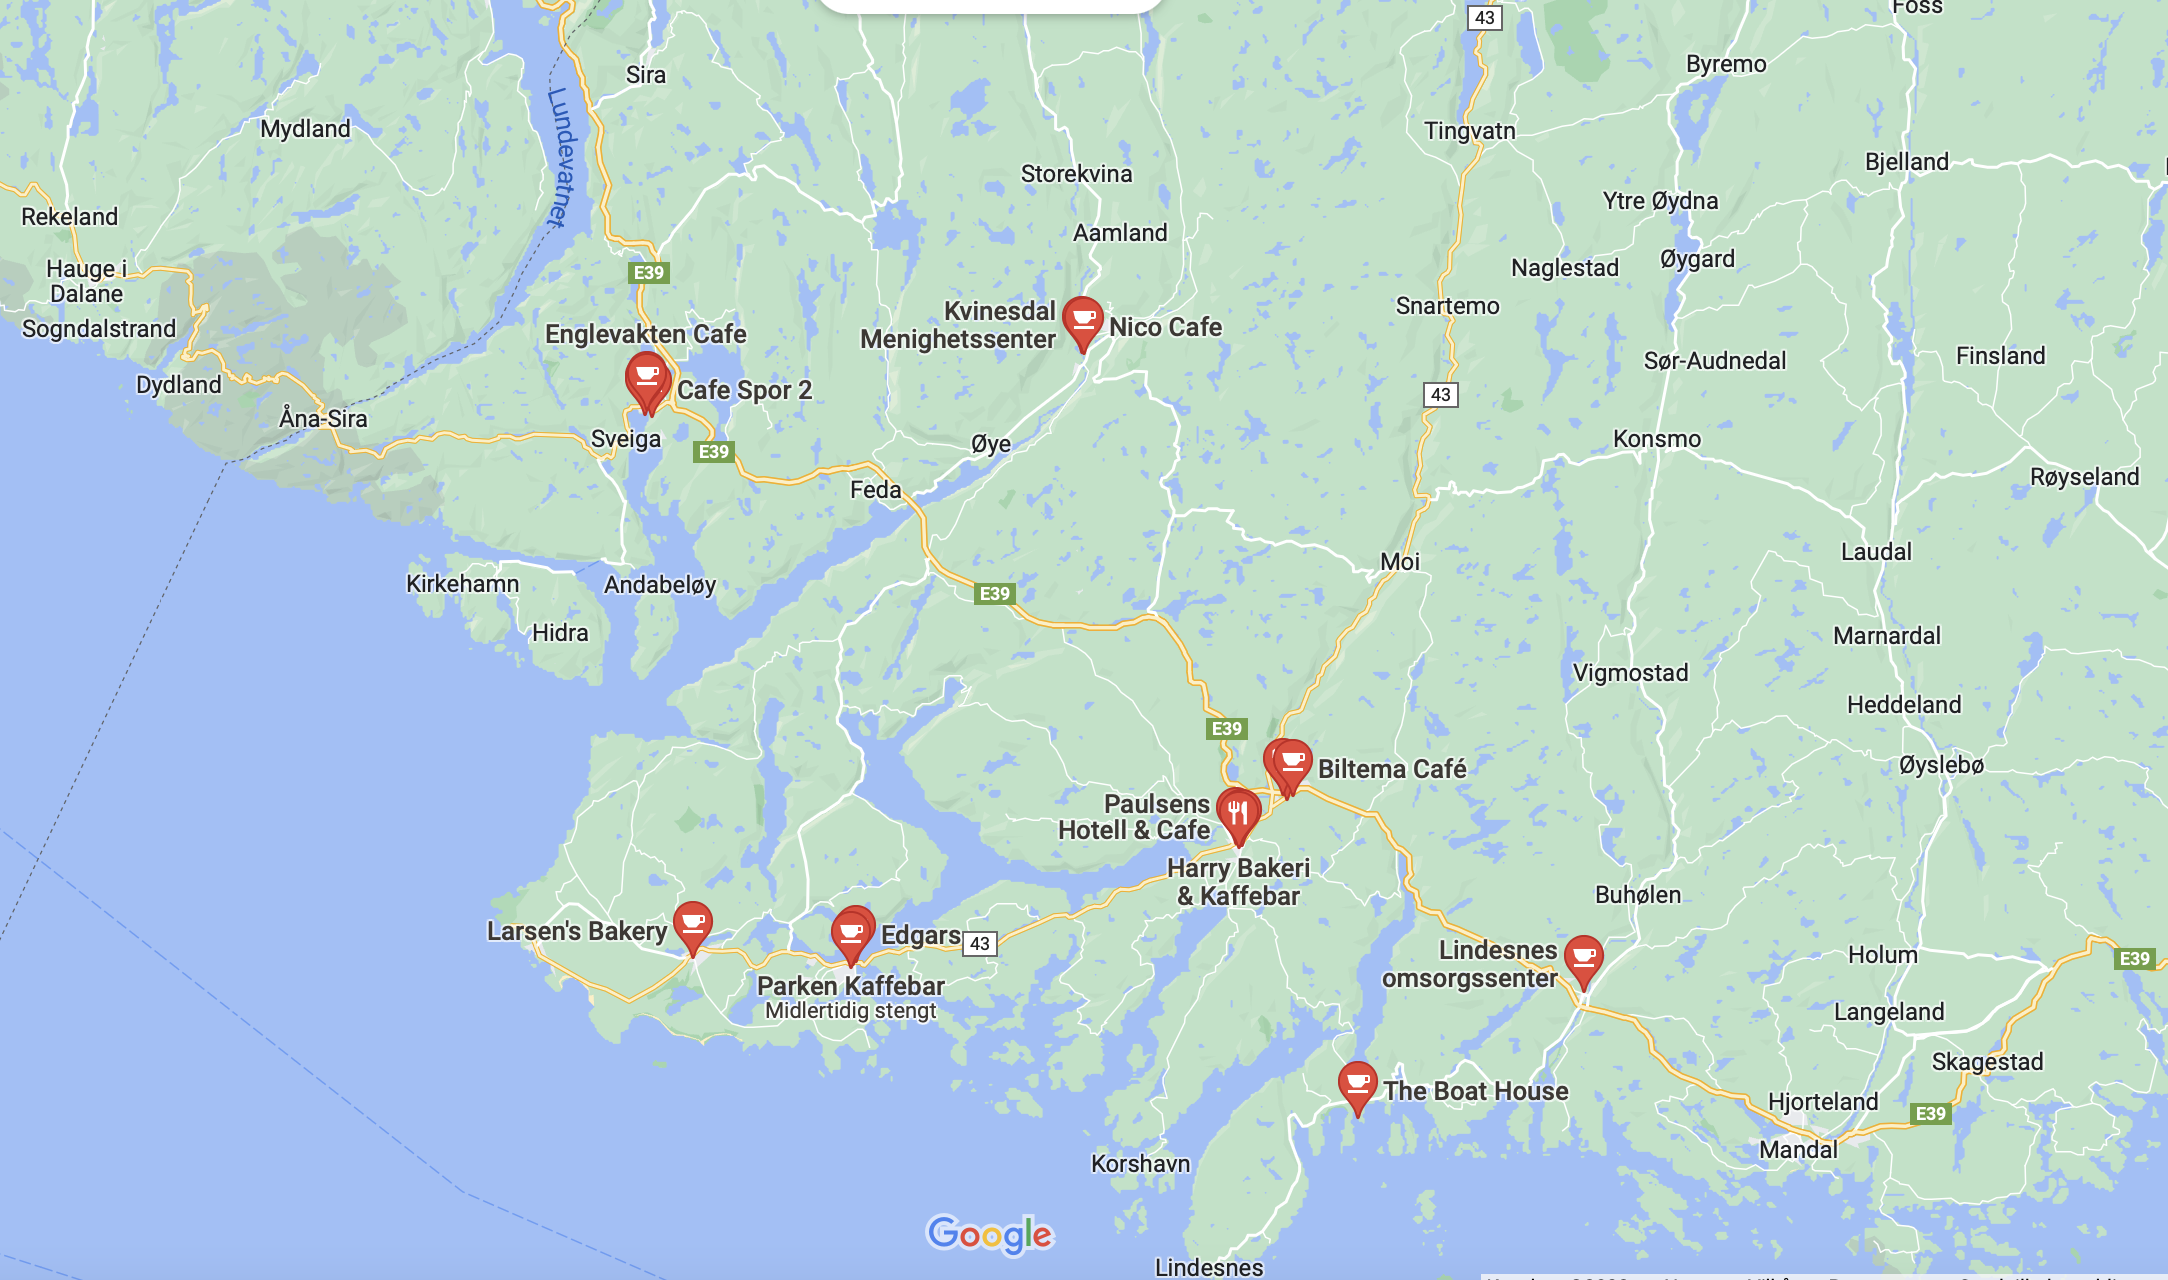 43
Foss
Sira
Byremo
Mydland
Lundevatnet
Tingvatn
Storekvina
Bjelland
Rekeland
Aamland
Ytre Øydna
Hauge i
Dalane
E39
Naglestad
Øygard
Sogndalstrand
Englevakten Cafe
Kvinesdal
Menighetssenter
Nico Cafe
Snartemo
Dydland
Cafe Spor 2
43
Sør-Audnedal
Finsland
Åna-Sira
Sveiga
E39
Øye
Konsmo
Feda
Røyseland
Kirkehamn
Andabeløy
E39
Moi
Laudal
Hidra
Marnardal
Vigmostad
E39
Heddeland
Biltema Café
Øyslebø
Paulsens
Hotell & Cafe
Harry Bakeri
& Kaffebar
Buhølen
Larsen's Bakery
Edgars
43
Lindesnes
omsorgssenter
Holum
E39
Parken Kaffebar
Midlertidig stengt
Langeland
Skagestad
The Boat House
Hjorteland
E39
Mandal
Korshavn
Google
Lindesnes